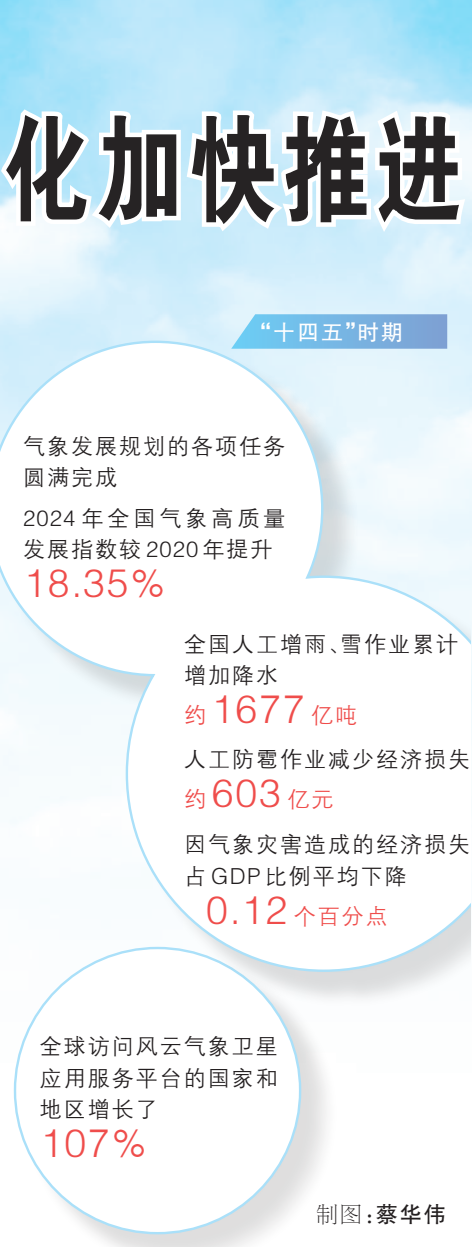 化加快推进
“十四五”时期
气象发展规划的各项任务
圆满完成
2024年全国气象高质量
发展指数较2020年提升
18.35%
全国人工增雨、雪作业累计
增加降水
约1677亿吨
人工防雹作业减少经济损失
约603亿元
因气象灾害造成的经济损失
占GDP比例平均下降
0.12个百分点
全球访问风云气象卫星
应用服务平台的国家和
地区增长了
107%
制图：蔡华伟